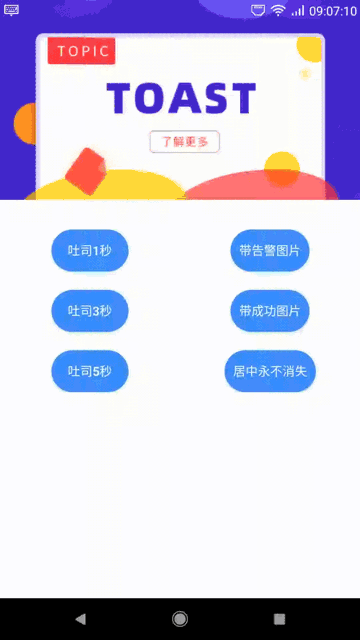 09:07:10
TOPIC
TOAST
了解更多
吐司1秒
带告警图片
吐司3秒
带成功图片
吐司5秒
居中永不消失